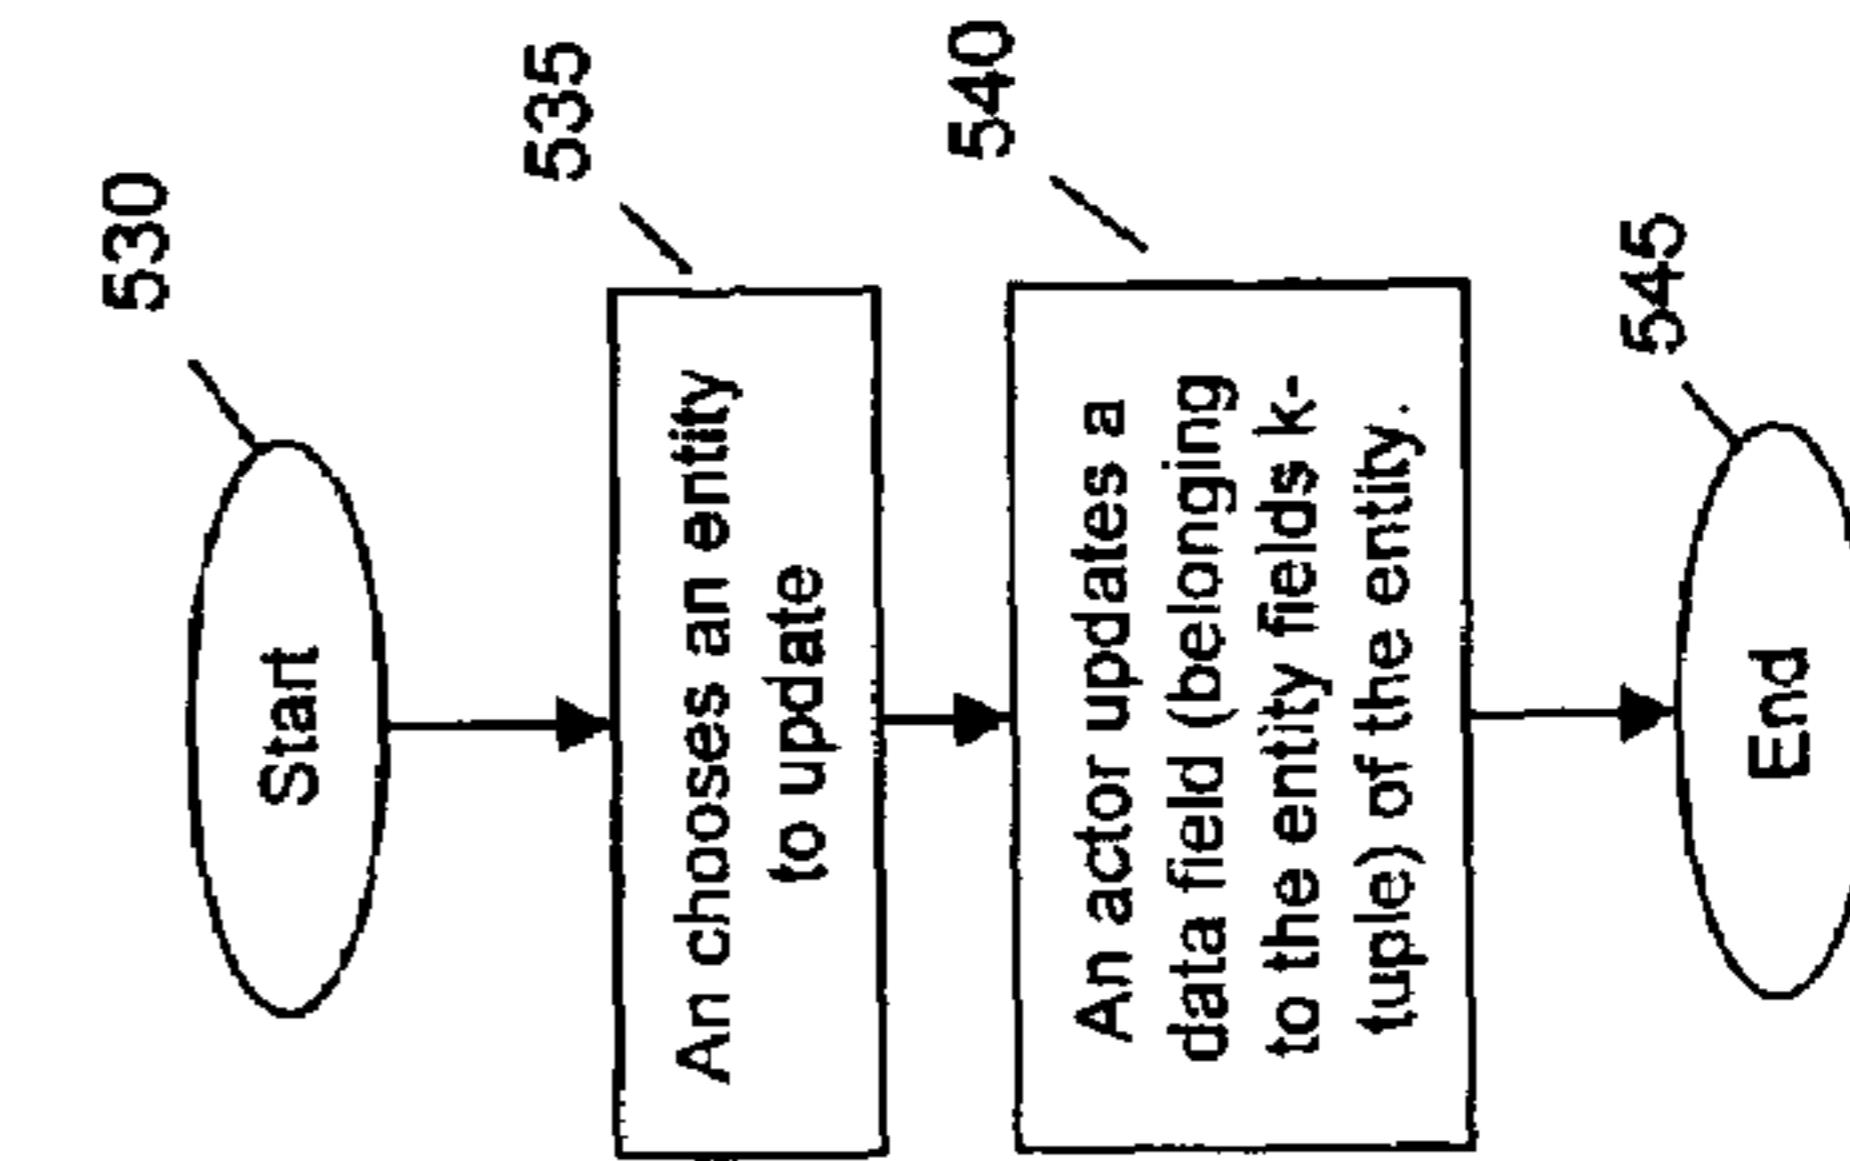 530
Start
535
An chooses an entity
to update
540
An actor updates a
data field (belonging
to the entity fields k-
tuple) of the entity.
545
End